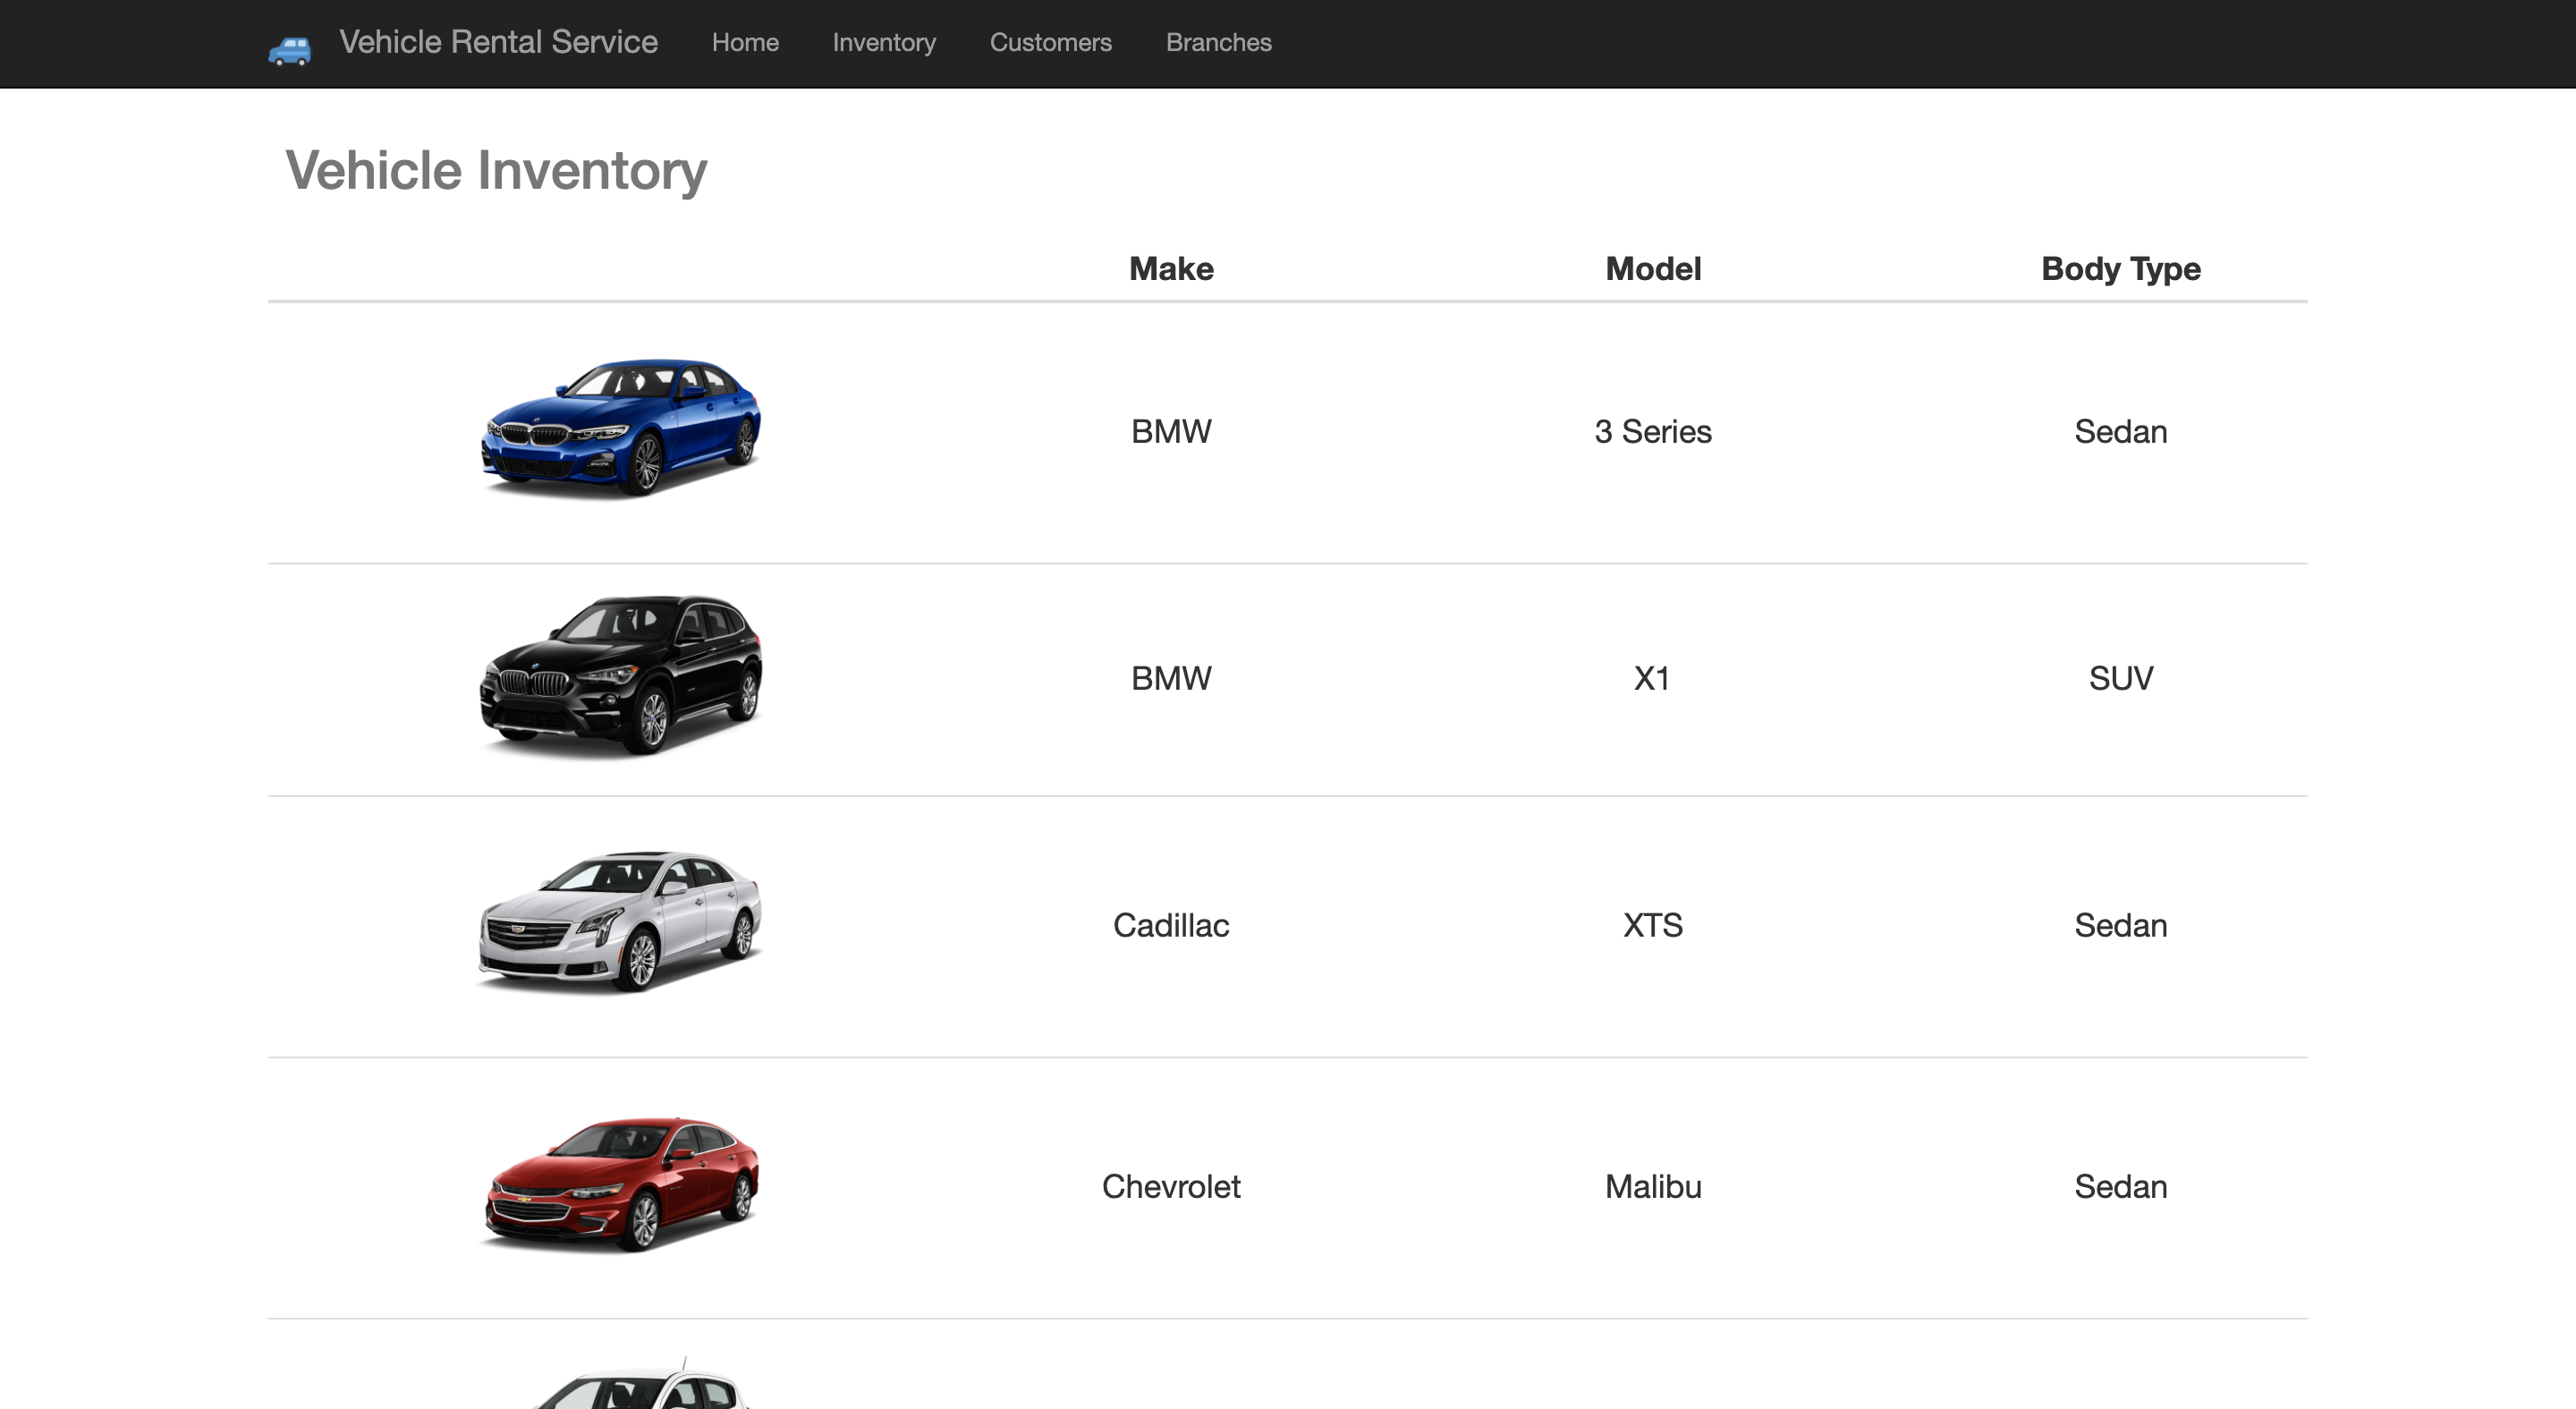 Vehicle Rental Service Home Inventory Customers Branches
Vehicle Inventory
Make Model Body Type
BMW 3 Series Sedan
BMW X1 SUV
Cadillac XTS Sedan
Chevrolet Malibu Sedan